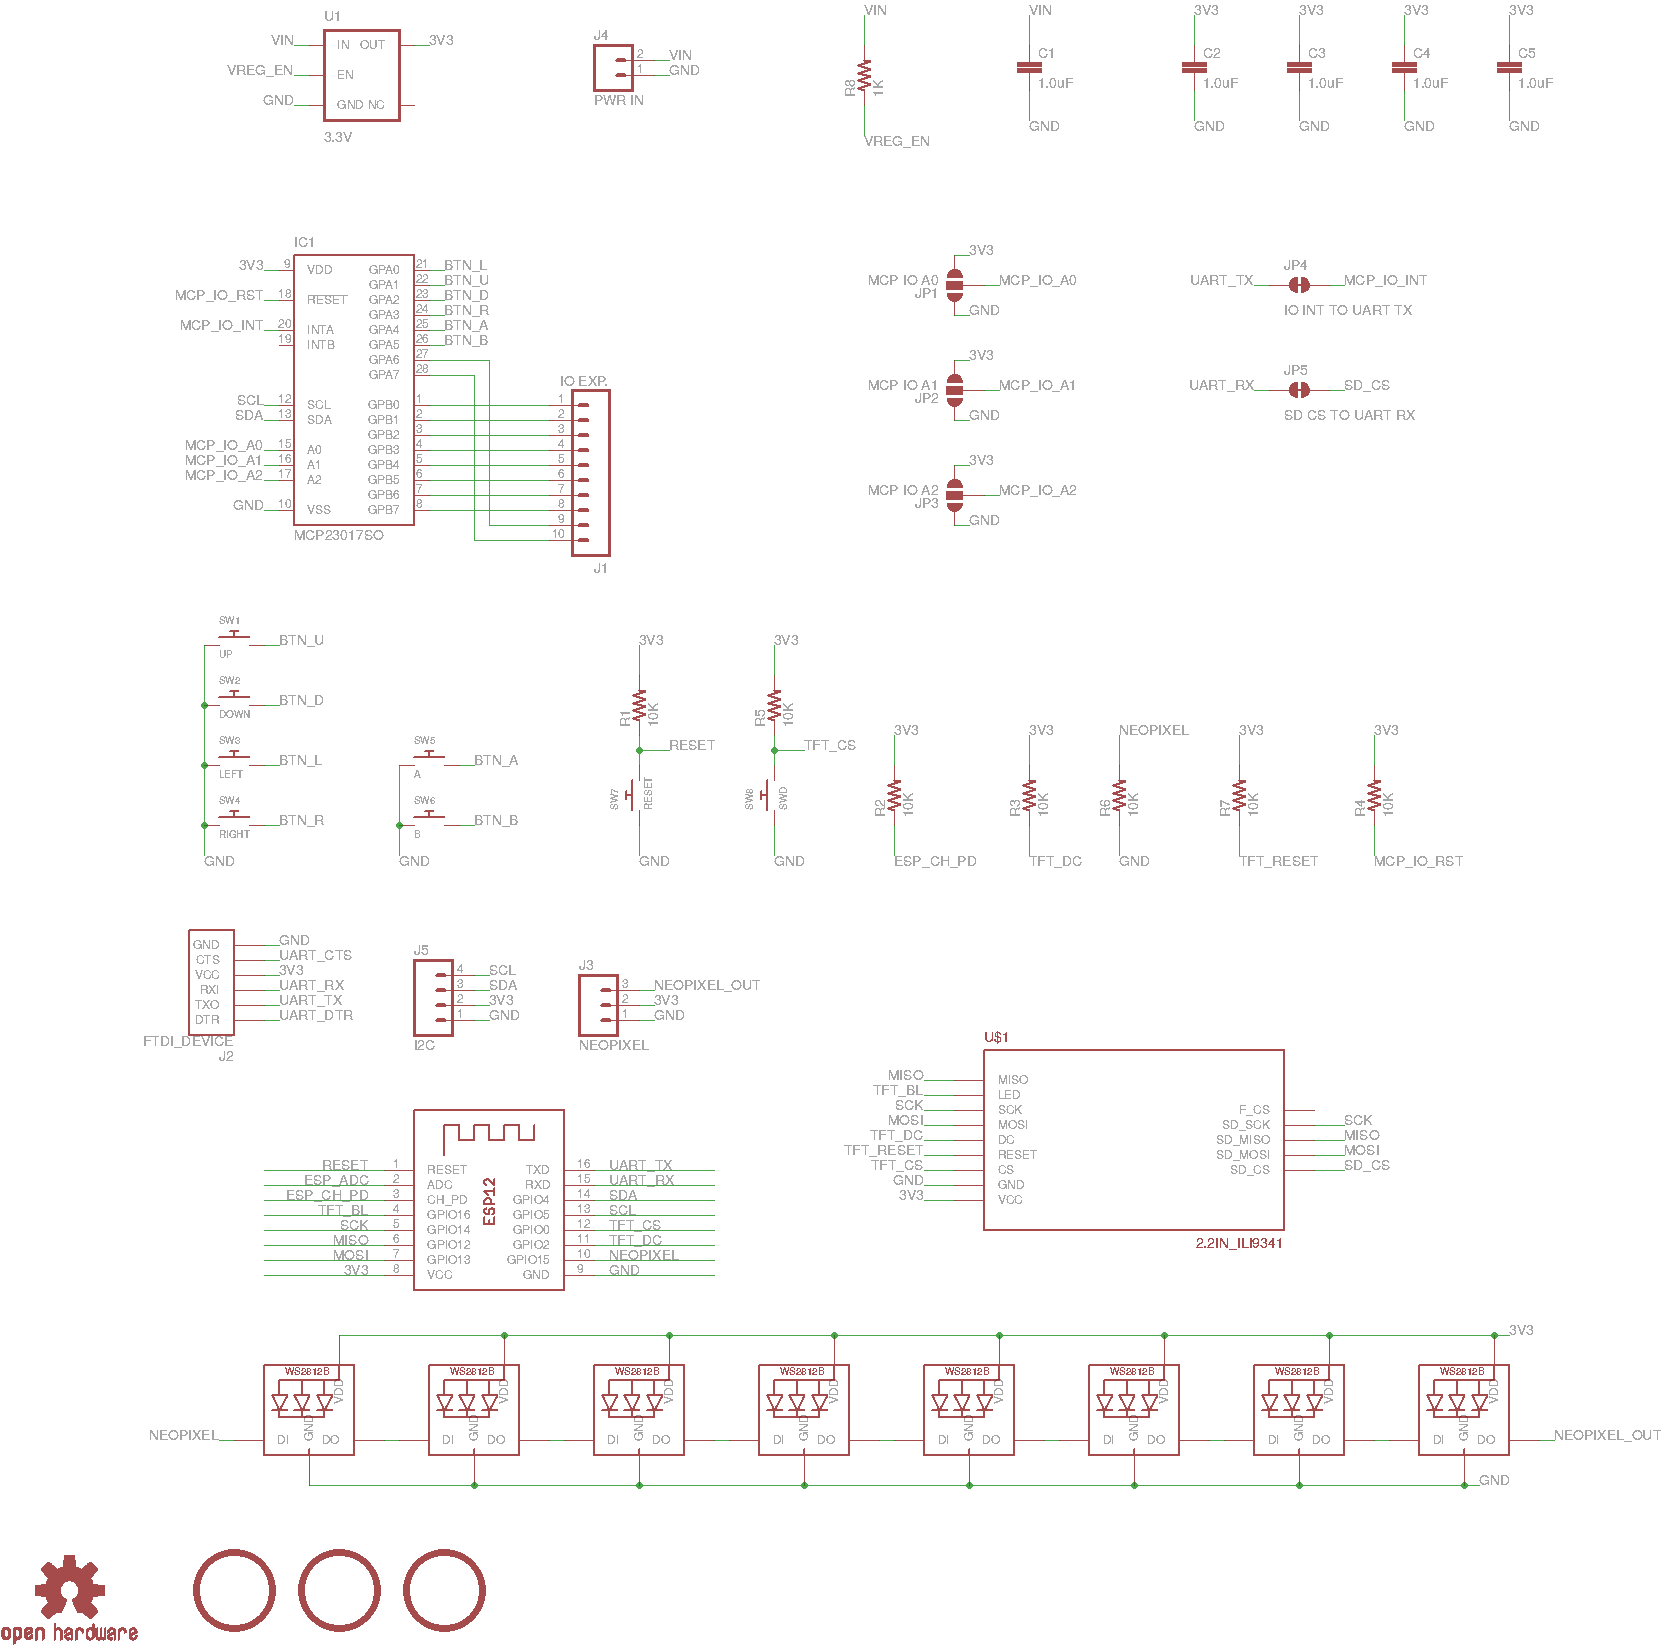 U1
VIN
IN OUT
3V3
VREG_EN
EN
GND
GND NC
3.3V
J4
2
VIN
1
GND
PWR IN
VIN
R8
1K
VREG_EN
VIN
C1
1.0uF
GND
3V3
C2
1.0uF
GND
3V3
C3
1.0uF
GND
3V3
C4
1.0uF
GND
3V3
C5
1.0uF
GND
IC1
3V3 9 VDD GPA0 21 BTN_L
GPA1 22 BTN_U
MCP_IO_RST 18 RESET GPA2 23 BTN_D
GPA3 24 BTN_R
MCP_IO_INT 20 INTA GPA4 25 BTN_A
19 INTB GPA5 26 BTN_B
GPA6 27
GPA7 28
SCL 12 SCL GPB0 1
SDA 13 SDA GPB1 2
GPB2 3
MCP_IO_A0 15 A0 GPB3 4
MCP_IO_A1 16 A1 GPB4 5
MCP_IO_A2 17 A2 GPB5 6
GPB6 7
GND 10 VSS GPB7 8
MCP23017SO
IO EXP.
1
2
3
4
5
6
7
8
9
10
J1
3V3
MCP IO A0
JP1
MCP_IO_A0
GND
3V3
MCP IO A1
JP2
MCP_IO_A1
GND
3V3
MCP IO A2
JP3
MCP_IO_A2
GND
JP4
UART_TX
MCP_IO_INT
IO INT TO UART TX
JP5
UART_RX
SD_CS
SD CS TO UART RX
SW1
BTN_U
UP
SW2
BTN_D
DOWN
SW3
BTN_L
LEFT
SW4
BTN_R
RIGHT
GND
SW5
BTN_A
A
SW6
BTN_B
B
GND
3V3
R1
10K
RESET
SW7
RESET
GND
3V3
R5
10K
TFT_CS
SW8
SWD
GND
3V3
R2
10K
ESP_CH_PD
3V3
R3
10K
TFT_DC
NEOPIXEL
R6
10K
GND
3V3
R7
10K
TFT_RESET
3V3
R4
10K
MCP_IO_RST
GND GND
CTS UART_CTS
VCC 3V3
RXI UART_RX
TXO UART_TX
DTR UART_DTR
FTDI_DEVICE
J2
J5
4 SCL
3 SDA
2 3V3
1 GND
I2C
J3
3 NEOPIXEL_OUT
2 3V3
1 GND
NEOPIXEL
U$1
MISO MISO
TFT_BL LED
SCK SCK F_CS
MOSI MOSI SD_SCK SCK
TFT_DC DC SD_MISO MISO
TFT_RESET RESET SD_MOSI MOSI
TFT_CS CS SD_CS SD_CS
GND GND
3V3 VCC
2.2IN_ILI9341
ESP12
RESET 1 RESET TXD 16 UART_TX
ESP_ADC 2 ADC RXD 15 UART_RX
ESP_CH_PD 3 CH_PD GPIO4 14 SDA
TFT_BL 4 GPIO16 GPIO5 13 SCL
SCK 5 GPIO14 GPIO0 12 TFT_CS
MISO 6 GPIO12 GPIO2 11 TFT_DC
MOSI 7 GPIO13 GPIO15 10 NEOPIXEL
3V3 8 VCC GND 9 GND
3V3
WS2812B WS2812B WS2812B WS2812B WS2812B WS2812B WS2812B WS2812B
VDD VDD VDD VDD VDD VDD VDD VDD
NEOPIXEL DI GND DO DI GND DO DI GND DO DI GND DO DI GND DO DI GND DO DI GND DO DI GND DO NEOPIXEL_OUT
GND
open hardware